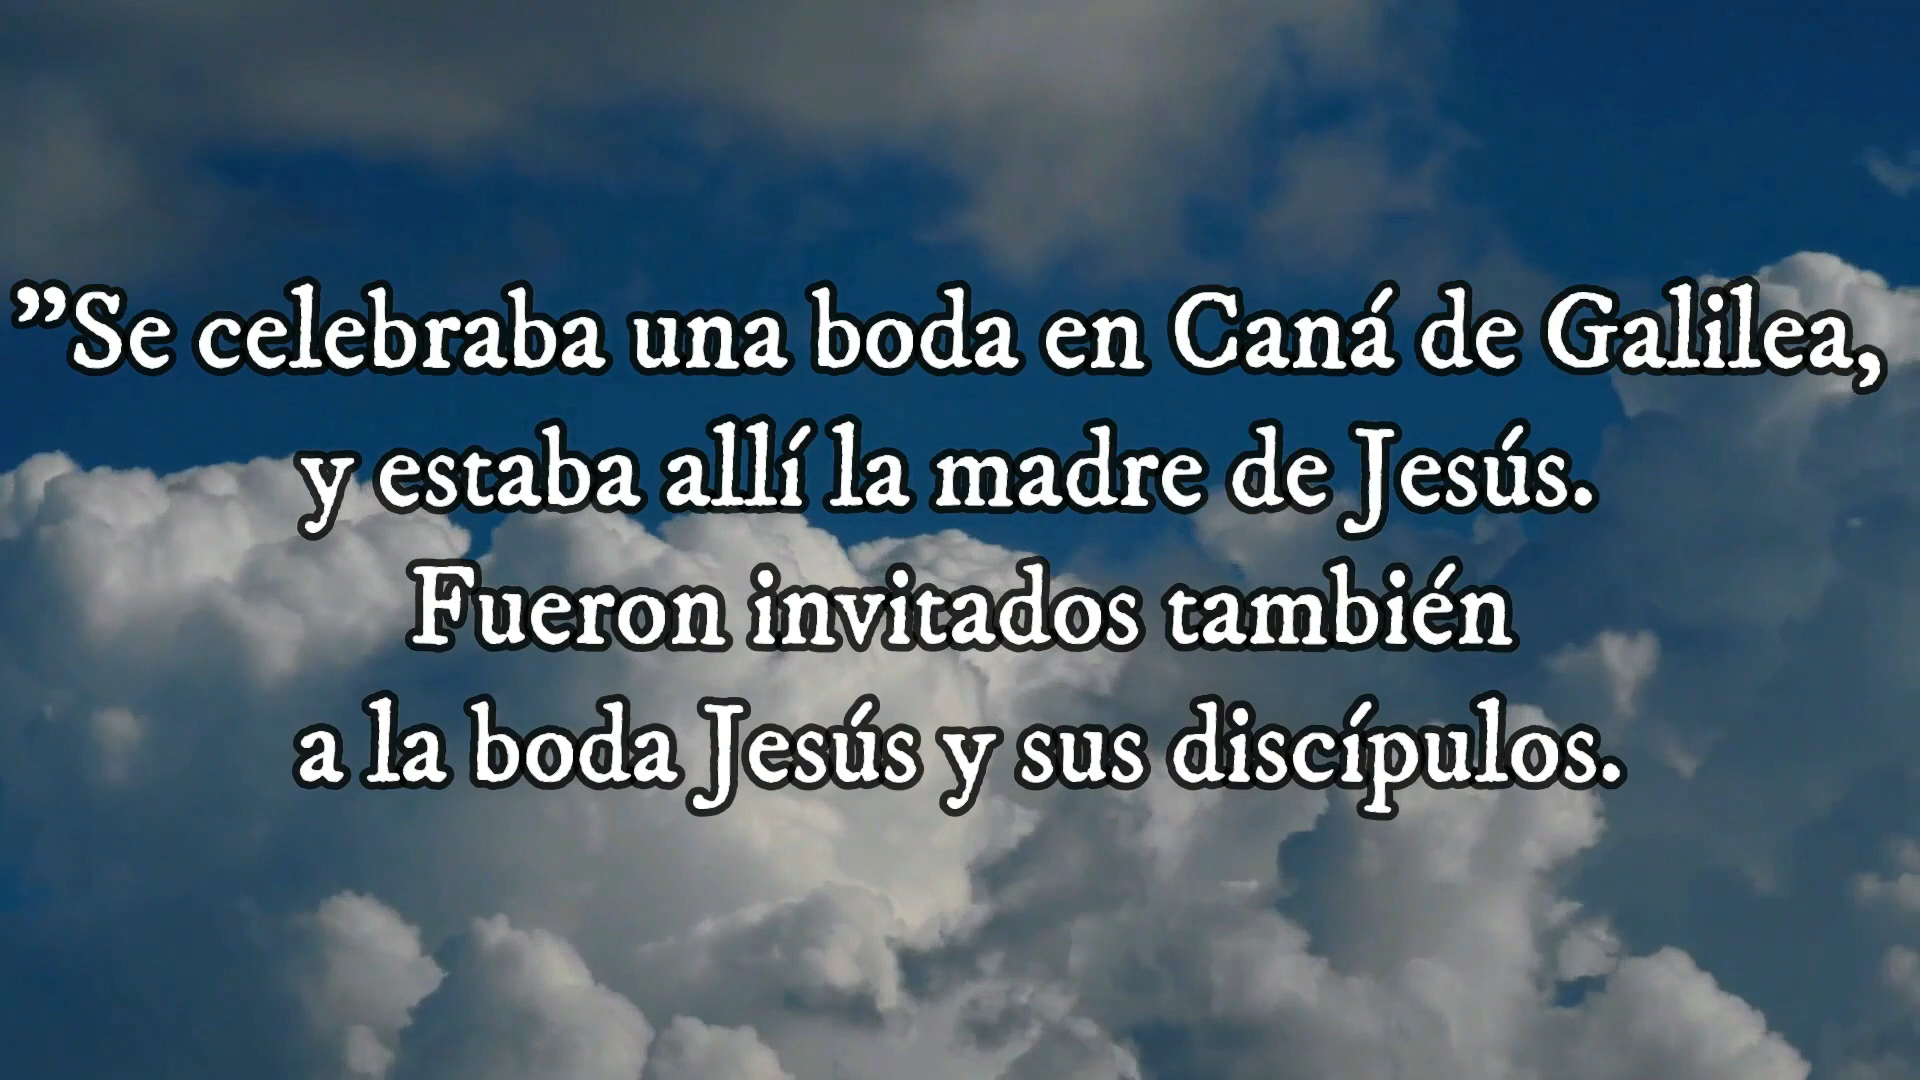 ”Se celebraba una boda en Caná de Galilea,
y estaba allí la madre de Jesús.
Fueron invitados también
a la boda Jesús y sus discípulos.